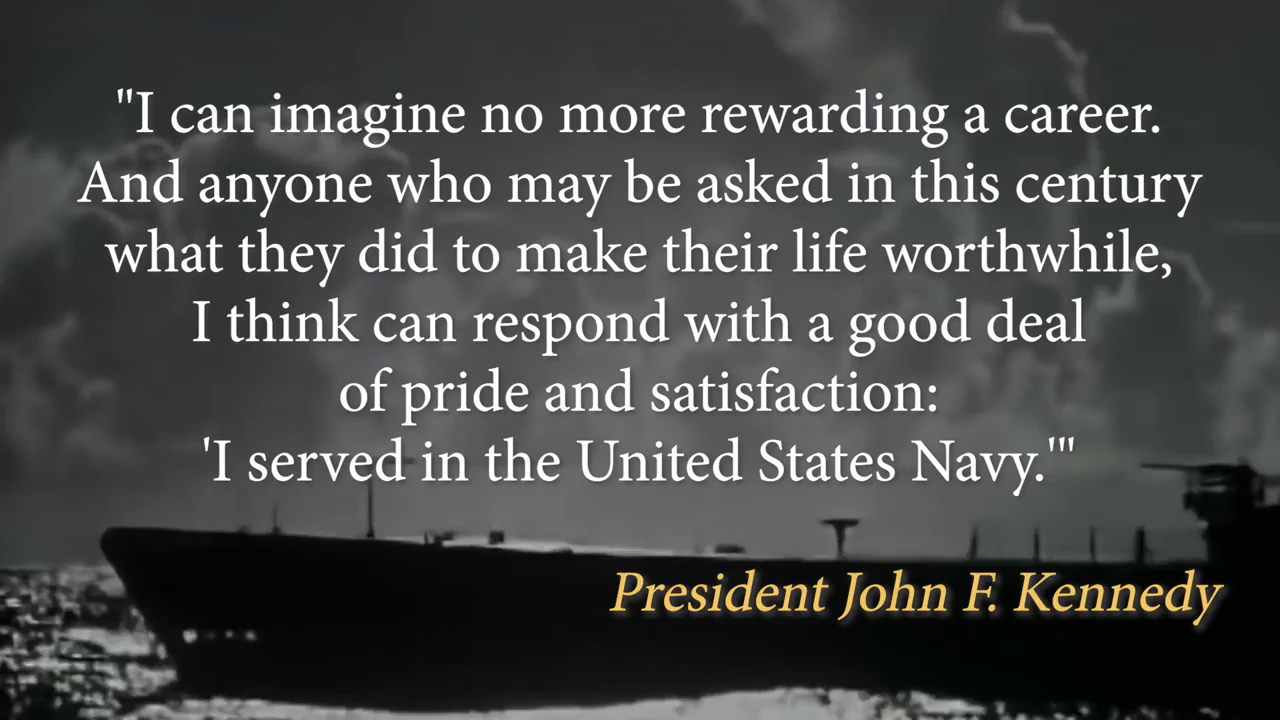 "I can imagine no more rewarding a career.
And anyone who may be asked in this century
what they did to make their life worthwhile,
I think can respond with a good deal
of pride and satisfaction:
'I served in the United States Navy.'"
President John F. Kennedy